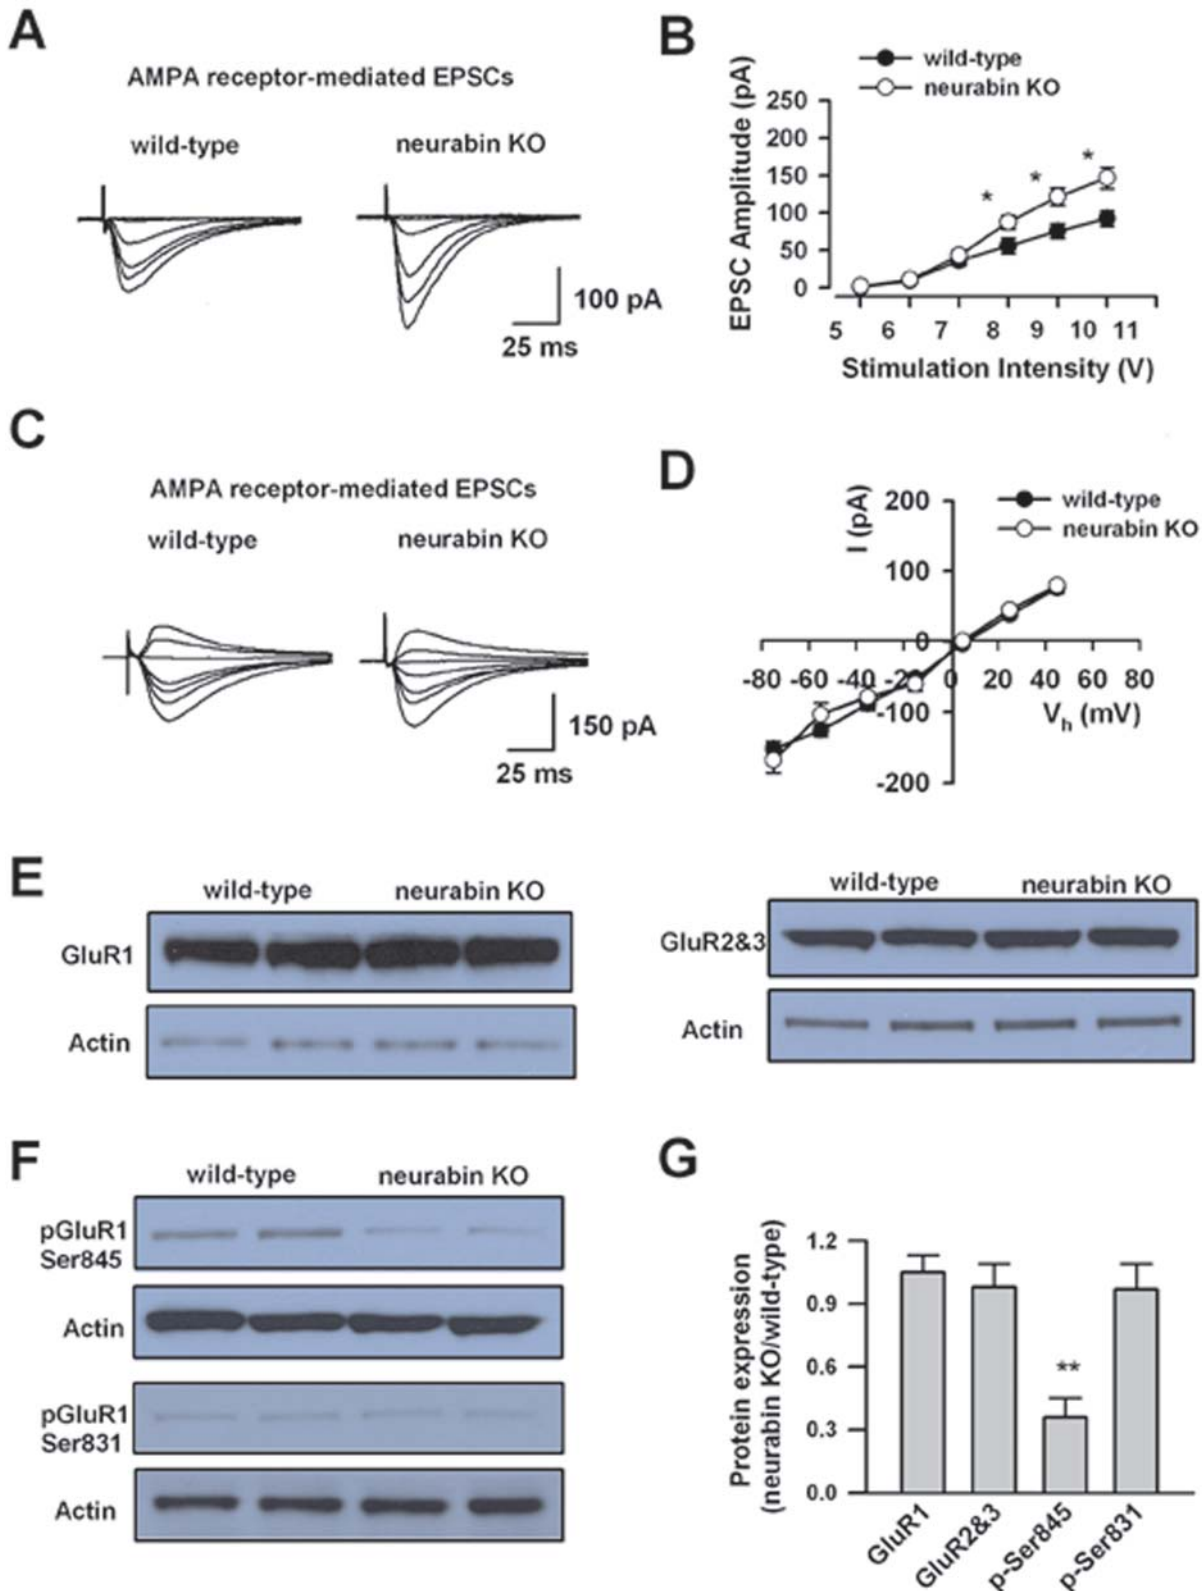 A
AMPA receptor-mediated EPSCs
wild-type
neurabin KO
100 pA
25 ms
B
wild-type
neurabin KO
EPSC Amplitude (pA)
250
200
150
100
50
0
*
*
*
5 6 7 8 9 10 11
Stimulation Intensity (V)
C
AMPA receptor-mediated EPSCs
wild-type
neurabin KO
150 pA
25 ms
D
I (pA)
wild-type
neurabin KO
200
100
0
-100
-200
-80 -60 -40 -20 0 20 40 60 80
Vh (mV)
E
wild-type
neurabin KO
GluR1
Actin
wild-type
neurabin KO
GluR2&3
Actin
F
wild-type
neurabin KO
pGluR1
Ser845
Actin
pGluR1
Ser831
Actin
G
Protein expression
(neurabin KO/wild-type)
1.2
0.9
0.6
0.3
0.0
**
GluR1
GluR2&3
p-Ser845
p-Ser831